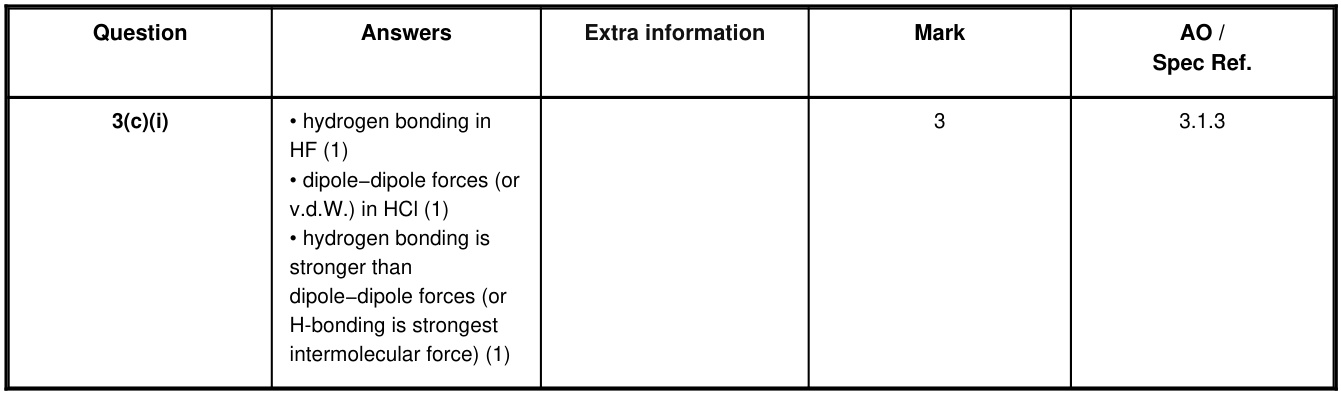 Question Answers Extra information Mark AO /
Spec Ref.
3(c)(i) • hydrogen bonding in 3 3.1.3
HF (1)
• dipole–dipole forces (or
v.d.W.) in HCl (1)
• hydrogen bonding is
stronger than
dipole–dipole forces (or
H-bonding is strongest
intermolecular force) (1)